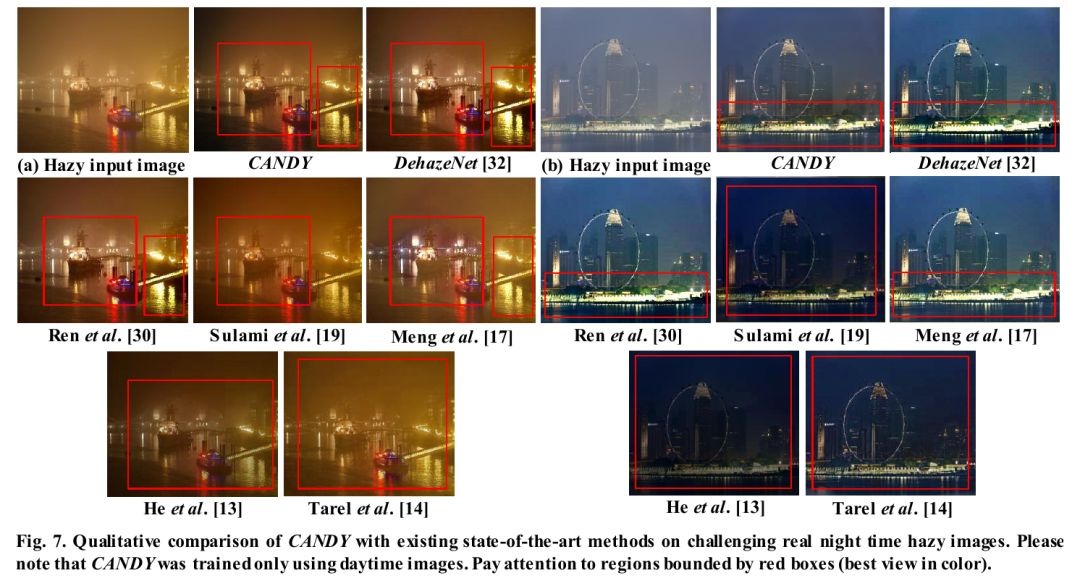 (a) Hazy input image
CANDY
DehazeNet [32]
(b) Hazy input image
CANDY
DehazeNet [32]
Ren et al. [30]
Sulami et al. [19]
Meng et al. [17]
Ren et al. [30]
Sulami et al. [19]
Meng et al. [17]
He et al. [13]
Tarel et al. [14]
He et al. [13]
Tarel et al. [14]
Fig. 7. Qualitative comparison of CANDY with existing state-of-the-art methods on challenging real night time hazy images. Please
note that CANDY was trained only using daytime images. Pay attention to regions bounded by red boxes (best view in color).